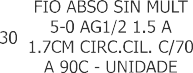 FIO ABSO SIN MULT
5-0 AG1/2 1.5 A
30
1.7CM CIRC.CIL. C/70
A 90C - UNIDADE